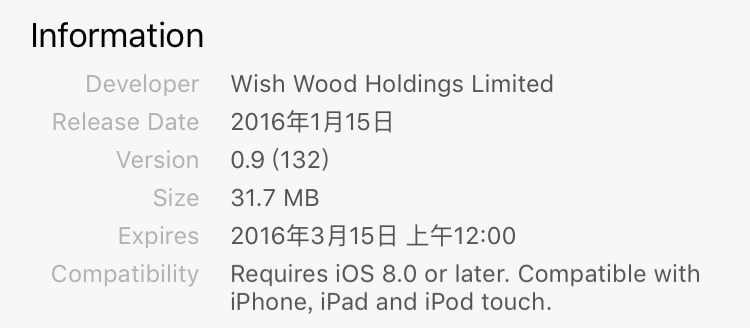 Information
Developer Wish Wood Holdings Limited
Release Date 2016年1月15日
Version 0.9 (132)
Size 31.7 MB
Expires 2016年3月15日 上午12:00
Compatibility Requires iOS 8.0 or later. Compatible with
iPhone, iPad and iPod touch.